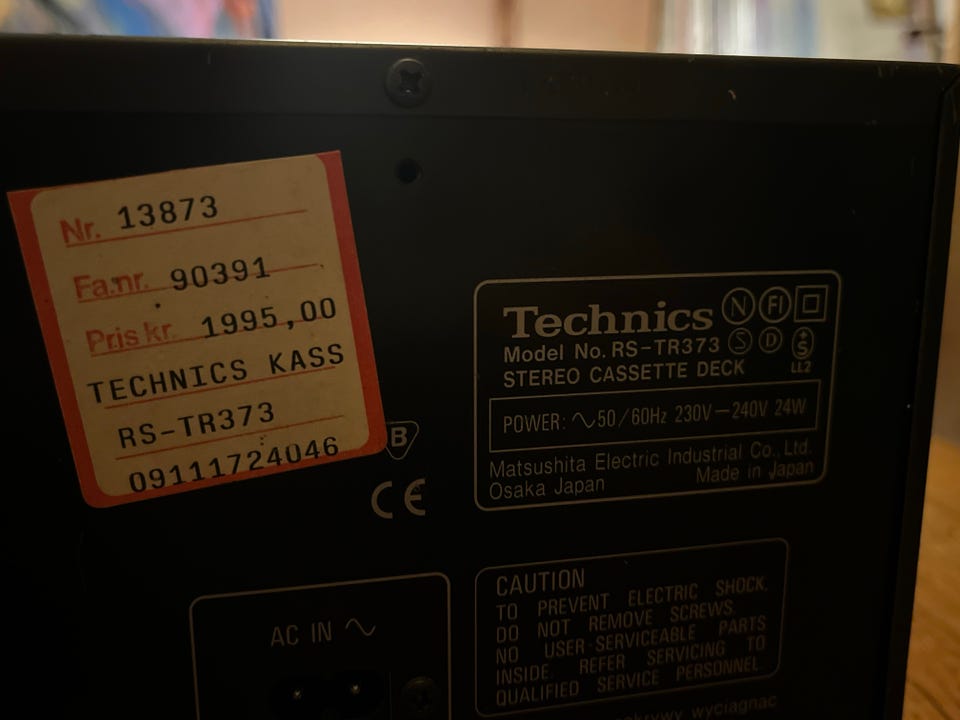 Nr. 13873
Fa.nr. 90391
Pris kr. 1995,00
TECHNICS KASS
RS-TR373
09111724046
B
CE
Technics N FI
Model No. RS-TR373 S D
STEREO CASSETTE DECK LL2
POWER: ∿50/60Hz 230V–240V 24W
Matsushita Electric Industrial Co., Ltd.
Osaka Japan Made in Japan
AC IN ∿
CAUTION
TO PREVENT ELECTRIC SHOCK.
DO NOT REMOVE SCREWS.
NO USER-SERVICEABLE PARTS
INSIDE. REFER SERVICING TO
QUALIFIED SERVICE PERSONNEL.
wyciagnac